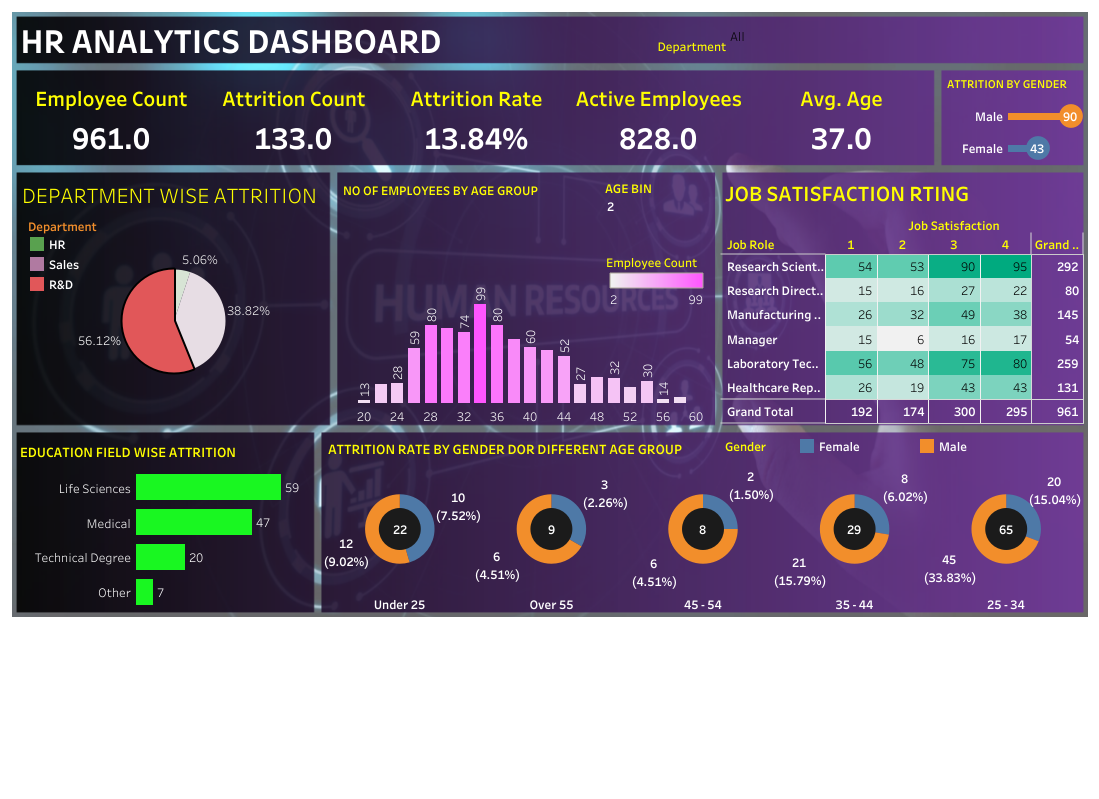 HR ANALYTICS DASHBOARD
Department All
Employee Count Attrition Count Attrition Rate Active Employees Avg. Age
961.0 133.0 13.84% 828.0 37.0
ATTRITION BY GENDER
Male 90
Female 43
DEPARTMENT WISE ATTRITION
Department
HR
Sales
R&D
5.06%
38.82%
56.12%
NO OF EMPLOYEES BY AGE GROUP
AGE BIN
2
Employee Count
2 99
HUMAN RESOURCES
13 28 59 80 74 99 80 60 52 27 32 30 14
20 24 28 32 36 40 44 48 52 56 60
JOB SATISFACTION RTING
Job Satisfaction
Job Role 1 2 3 4 Grand ..
Research Scient.. 54 53 90 95 292
Research Direct.. 15 16 27 22 80
Manufacturing .. 26 32 49 38 145
Manager 15 6 16 17 54
Laboratory Tec.. 56 48 75 80 259
Healthcare Rep.. 26 19 43 43 131
Grand Total 192 174 300 295 961
EDUCATION FIELD WISE ATTRITION
Life Sciences 59
Medical 47
Technical Degree 20
Other 7
ATTRITION RATE BY GENDER DOR DIFFERENT AGE GROUP
Gender Female Male
10
(7.52%)
22
12
(9.02%)
Under 25
3
(2.26%)
9
6
(4.51%)
Over 55
2
(1.50%)
8
6
(4.51%)
45 - 54
8
(6.02%)
29
21
(15.79%)
35 - 44
20
(15.04%)
65
45
(33.83%)
25 - 34